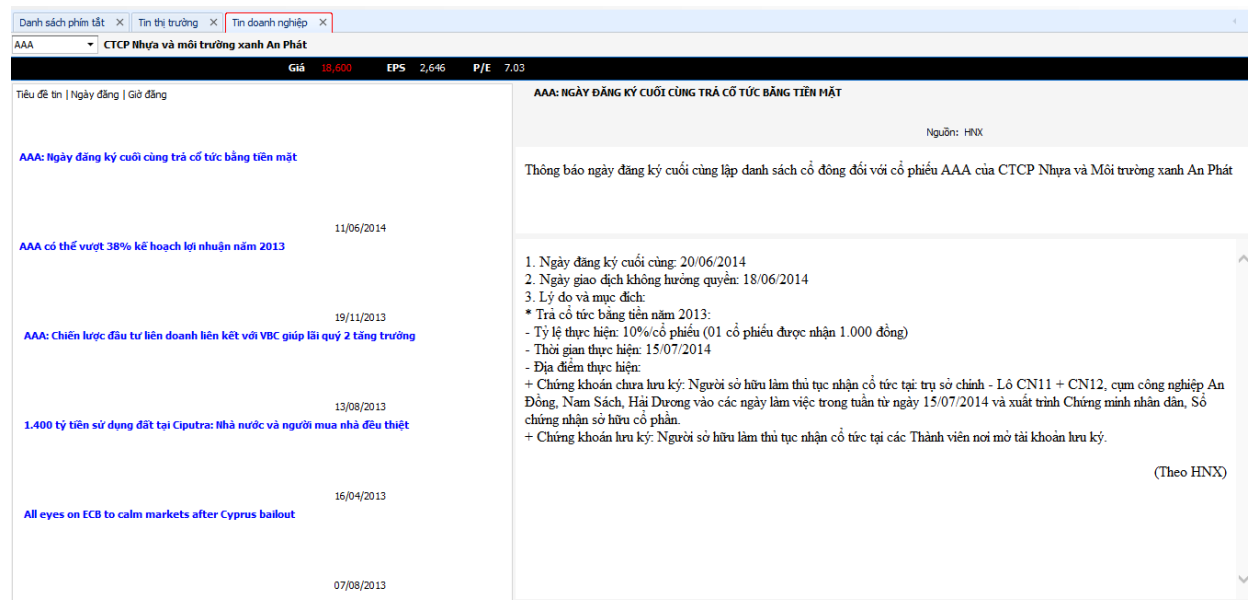 Danh sách phím tắt
Tin thị trường
Tin doanh nghiệp
AAA
CTCP Nhựa và môi trường xanh An Phát
Giá 18,600 EPS 2,646 P/E 7.03
Tiêu đề tin | Ngày đăng | Giờ đăng
AAA: Ngày đăng ký cuối cùng trả cổ tức bằng tiền mặt
11/06/2014
AAA có thể vượt 38% kế hoạch lợi nhuận năm 2013
19/11/2013
AAA: Chiến lược đầu tư liên doanh liên kết với VBC giúp lãi quý 2 tăng trưởng
13/08/2013
1.400 tỷ tiền sử dụng đất tại Ciputra: Nhà nước và người mua nhà đều thiệt
16/04/2013
All eyes on ECB to calm markets after Cyprus bailout
07/08/2013
AAA: NGÀY ĐĂNG KÝ CUỐI CÙNG TRẢ CỔ TỨC BẰNG TIỀN MẶT
Nguồn: HNX
Thông báo ngày đăng ký cuối cùng lập danh sách cổ đông đối với cổ phiếu AAA của CTCP Nhựa và Môi trường xanh An Phát
1. Ngày đăng ký cuối cùng: 20/06/2014
2. Ngày giao dịch không hưởng quyền: 18/06/2014
3. Lý do và mục đích:
* Trả cổ tức bằng tiền năm 2013:
- Tỷ lệ thực hiện: 10%/cổ phiếu (01 cổ phiếu được nhận 1.000 đồng)
- Thời gian thực hiện: 15/07/2014
- Địa điểm thực hiện:
+ Chứng khoán chưa lưu ký: Người sở hữu làm thủ tục nhận cổ tức tại: trụ sở chinh - Lô CN11 + CN12, cụm công nghiệp An
Đồng, Nam Sách, Hải Dương vào các ngày làm việc trong tuần từ ngày 15/07/2014 và xuất trình Chứng minh nhân dân, Sổ
chứng nhận sở hữu cổ phần.
+ Chứng khoán lưu ký: Người sở hữu làm thủ tục nhận cổ tức tại các Thành viên nơi mở tài khoản lưu ký.
(Theo HNX)